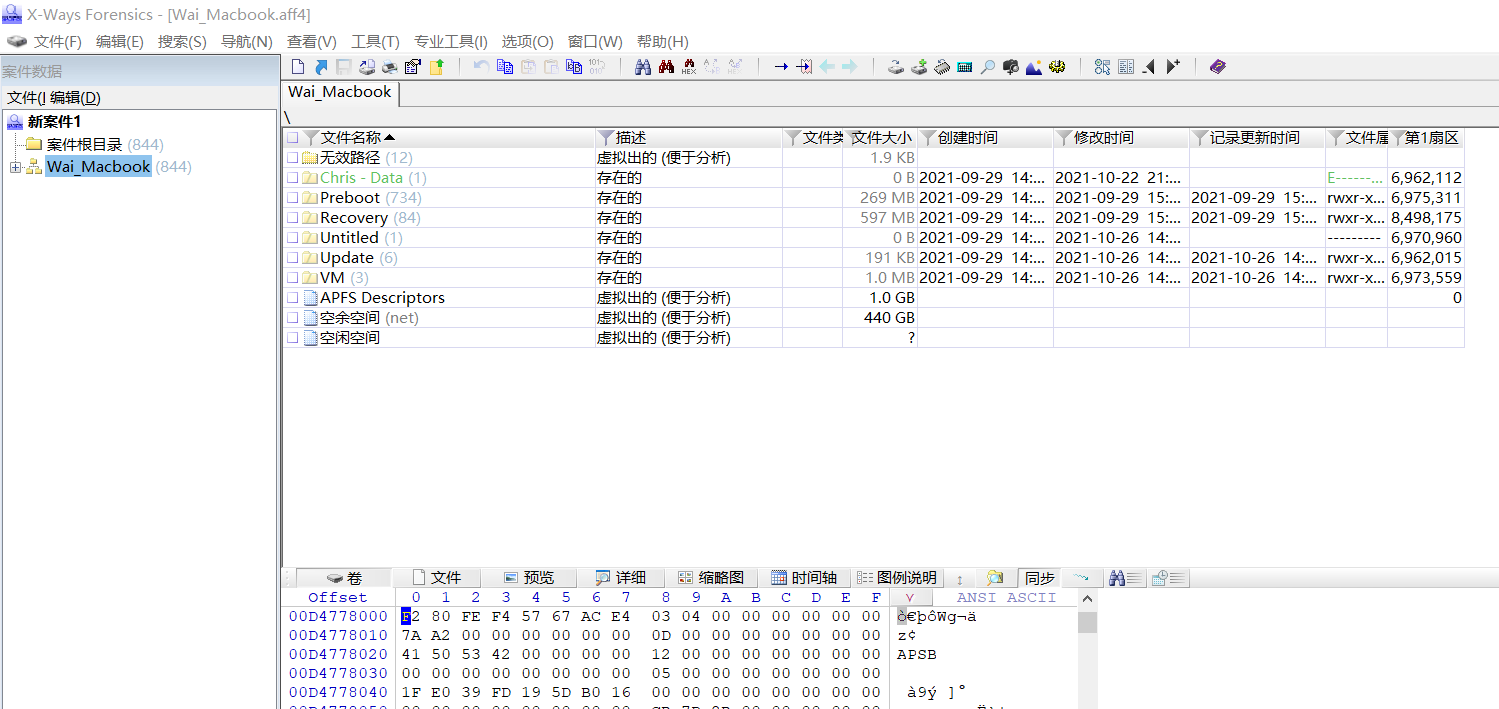 X-Ways Forensics - [Wai_Macbook.aff4]
文件(F) 编辑(E) 搜索(S) 导航(N) 查看(V) 工具(T) 专业工具(I) 选项(O) 窗口(W) 帮助(H)
案件数据
文件(I 编辑(D)
新案件1
案件根目录 (844)
Wai_Macbook (844)
Wai_Macbook
\
文件名称 描述 文件类 文件大小 创建时间 修改时间 记录更新时间 文件属 第1扇区
无效路径 (12) 虚拟出的 (便于分析) 1.9 KB
Chris - Data (1) 存在的 0 B 2021-09-29 14:... 2021-10-22 21:... E------... 6,962,112
Preboot (734) 存在的 269 MB 2021-09-29 14:... 2021-09-29 15:... 2021-09-29 15:... rwxr-x... 6,975,311
Recovery (84) 存在的 597 MB 2021-09-29 14:... 2021-09-29 15:... 2021-09-29 15:... rwxr-x... 8,498,175
Untitled (1) 存在的 0 B 2021-09-29 14:... 2021-10-26 14:... --------- 6,970,960
Update (6) 存在的 191 KB 2021-09-29 14:... 2021-10-26 14:... 2021-10-26 14:... rwxr-x... 6,962,015
VM (3) 存在的 1.0 MB 2021-09-29 14:... 2021-10-26 14:... 2021-10-26 14:... rwxr-x... 6,973,559
APFS Descriptors 虚拟出的 (便于分析) 1.0 GB 0
空余空间 (net) 虚拟出的 (便于分析) 440 GB
空闲空间 虚拟出的 (便于分析) ?
卷 文件 预览 详细 缩略图 时间轴 图例说明 同步
Offset 0 1 2 3 4 5 6 7 8 9 A B C D E F ANSI ASCII
00D4778000 F2 80 FE F4 57 67 AC E4 03 04 00 00 00 00 00 00 ò€þôWg¬ä
00D4778010 7A A2 00 00 00 00 00 00 0D 00 00 00 00 00 00 00 z¢
00D4778020 41 50 53 42 00 00 00 00 12 00 00 00 00 00 00 00 APSB
00D4778030 00 00 00 00 00 00 00 00 05 00 00 00 00 00 00 00
00D4778040 1F E0 39 FD 19 5D B0 16 00 00 00 00 00 00 00 00 à9ý ]°